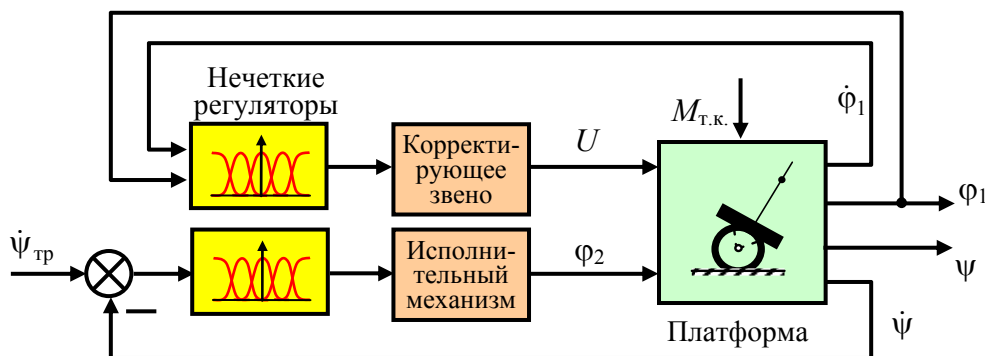 Нечеткие
регуляторы
Корректи-
рующее
звено
U
Mт.к.
φ̇1
φ1
ψ̇тр
Исполни-
тельный
механизм
φ2
ψ
ψ̇
Платформа